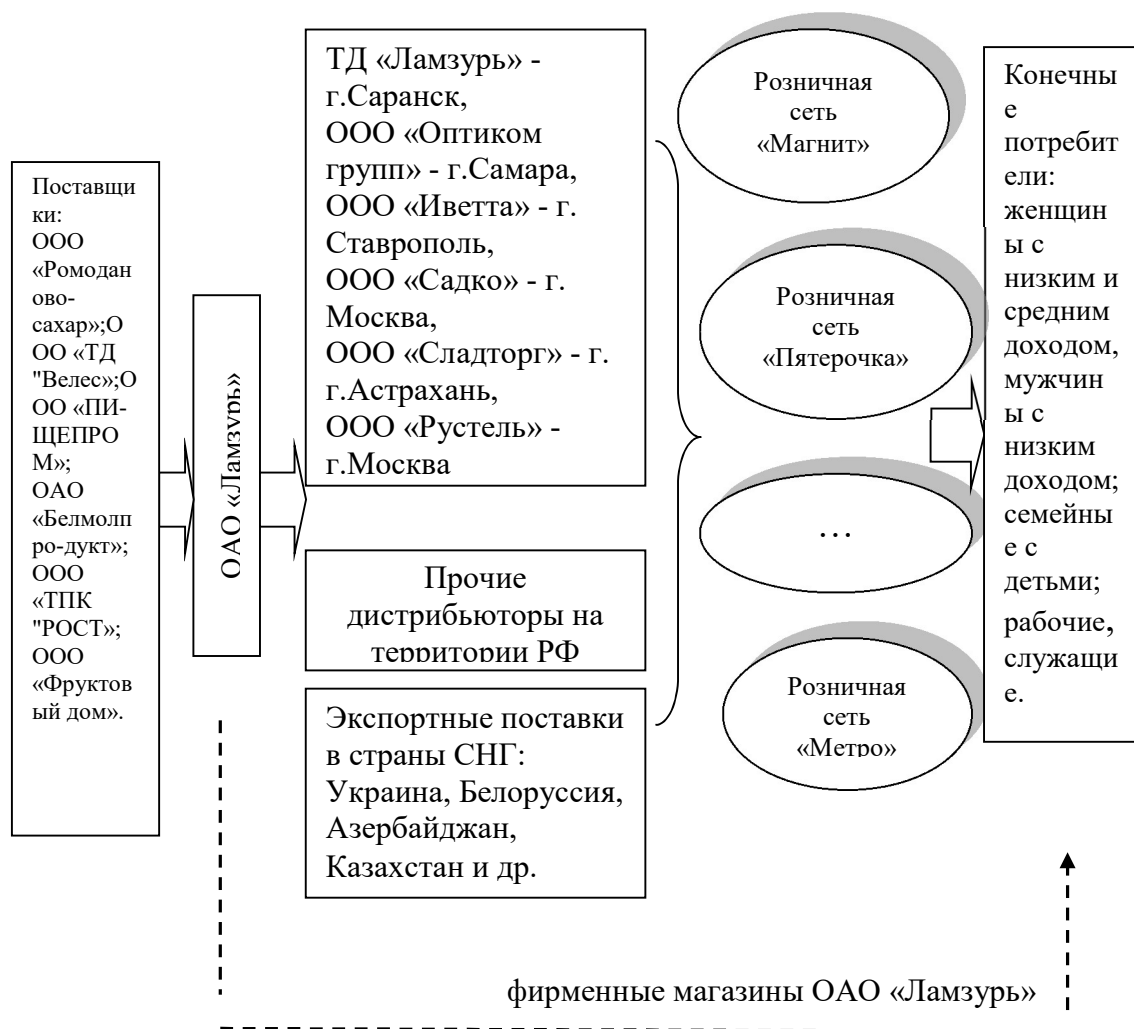 Поставщи
ки:
ООО
«Ромодан
ово-
сахар»;О
ОО «ТД
"Велес»;О
ОО «ПИ-
ЩЕПРО
М»;
ОАО
«Белмолп
ро-дукт»;
ООО
«ТПК
"РОСТ»;
ООО
«Фруктов
ый дом».
ОАО «Ламзурь»
ТД «Ламзурь» -
г.Саранск,
ООО «Оптиком
групп» - г.Самара,
ООО «Иветта» - г.
Ставрополь,
ООО «Садко» - г.
Москва,
ООО «Сладторг» - г.
г.Астрахань,
ООО «Рустель» -
г.Москва
Прочие
дистрибьюторы на
территории РФ
Экспортные поставки
в страны СНГ:
Украина, Белоруссия,
Азербайджан,
Казахстан и др.
Розничная
сеть
«Магнит»
Розничная
сеть
«Пятерочка»
…
Розничная
сеть
«Метро»
Конечны
е
потребит
ели:
женщин
ы с
низким и
средним
доходом,
мужчин
ы с
низким
доходом;
семейны
е с
детьми;
рабочие,
служащи
е.
фирменные магазины ОАО «Ламзурь»